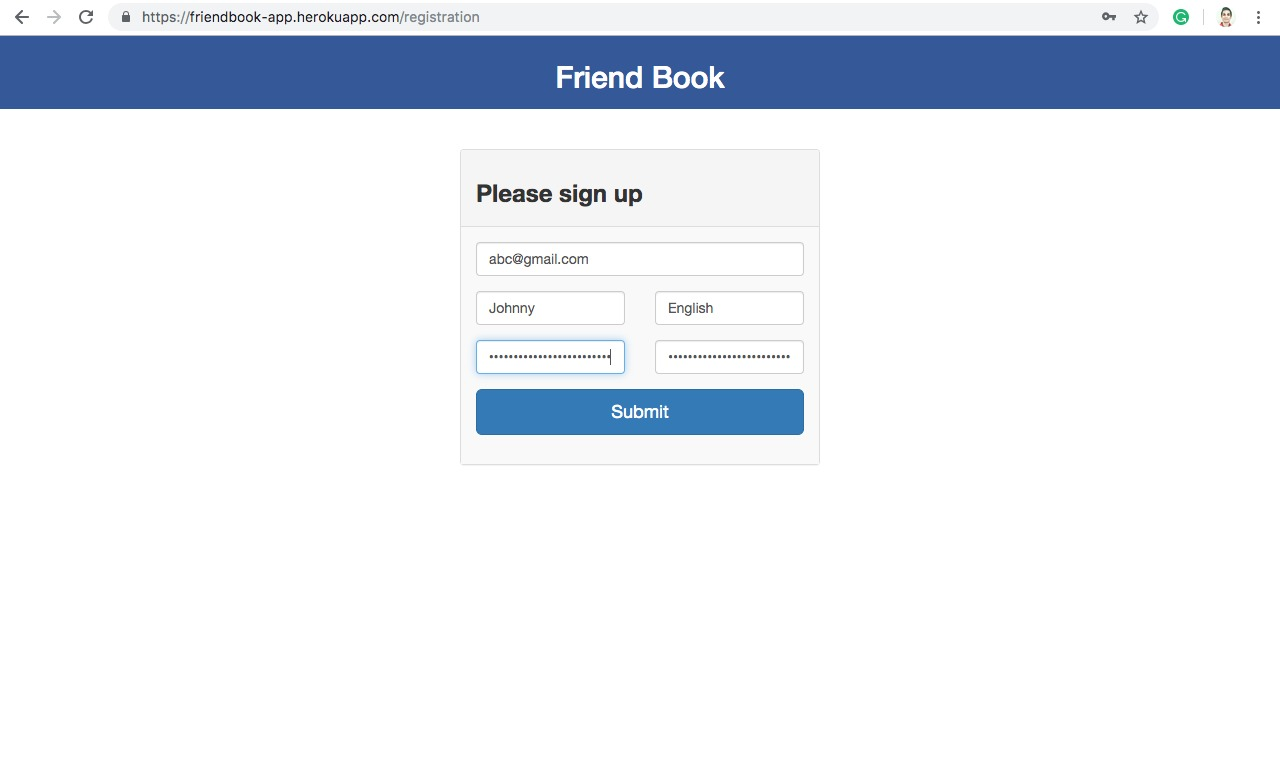 https://friendbook-app.herokuapp.com/registration
Friend Book
Please sign up
abc@gmail.com
Johnny English
Submit